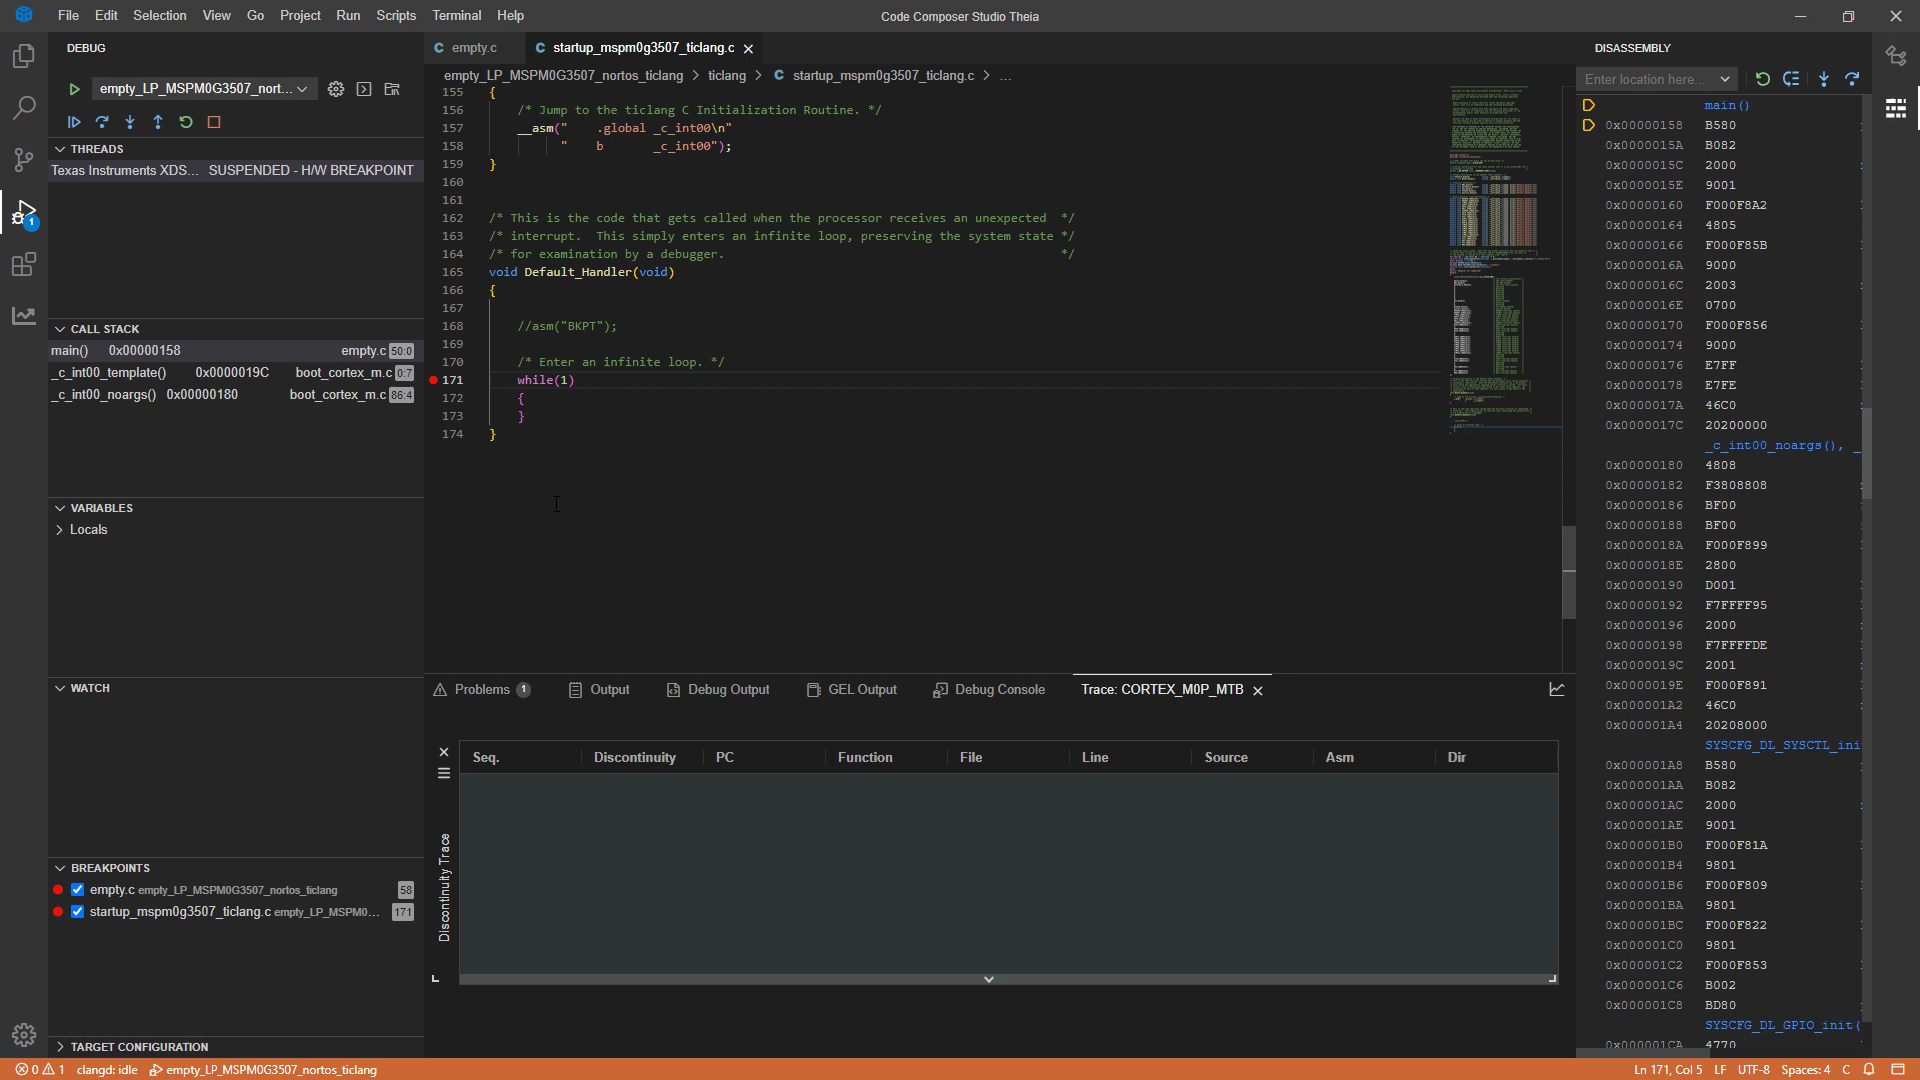 File Edit Selection View Go Project Run Scripts Terminal Help
Code Composer Studio Theia
DEBUG
empty_LP_MSPM0G3507_nort...
THREADS
Texas Instruments XDS... SUSPENDED - H/W BREAKPOINT
CALL STACK
main() 0x00000158 empty.c 50:0
_c_int00_template() 0x0000019C boot_cortex_m.c 0:7
_c_int00_noargs() 0x00000180 boot_cortex_m.c 86:4
VARIABLES
Locals
WATCH
BREAKPOINTS
empty.c empty_LP_MSPM0G3507_nortos_ticlang 58
startup_mspm0g3507_ticlang.c empty_LP_MSPM0... 171
TARGET CONFIGURATION
C empty.c C startup_mspm0g3507_ticlang.c
empty_LP_MSPM0G3507_nortos_ticlang > ticlang > C startup_mspm0g3507_ticlang.c > ...
155 {
156 /* Jump to the ticlang C Initialization Routine. */
157 __asm(" .global _c_int00\n"
158 " b _c_int00");
159 }
160
161
162 /* This is the code that gets called when the processor receives an unexpected */
163 /* interrupt. This simply enters an infinite loop, preserving the system state */
164 /* for examination by a debugger. */
165 void Default_Handler(void)
166 {
167
168 //asm("BKPT");
169
170 /* Enter an infinite loop. */
171 while(1)
172 {
173 }
174 }
Problems 1 Output Debug Output GEL Output Debug Console Trace: CORTEX_M0P_MTB
Seq. Discontinuity PC Function File Line Source Asm Dir
Discontinuity Trace
DISASSEMBLY
Enter location here...
main()
0x00000158 B580
0x0000015A B082
0x0000015C 2000
0x0000015E 9001
0x00000160 F000F8A2
0x00000164 4805
0x00000166 F000F85B
0x0000016A 9000
0x0000016C 2003
0x0000016E 0700
0x00000170 F000F856
0x00000174 9000
0x00000176 E7FF
0x00000178 E7FE
0x0000017A 46C0
0x0000017C 20200000
_c_int00_noargs(), _
0x00000180 4808
0x00000182 F3808808
0x00000186 BF00
0x00000188 BF00
0x0000018A F000F899
0x0000018E 2800
0x00000190 D001
0x00000192 F7FFFF95
0x00000196 2000
0x00000198 F7FFFFDE
0x0000019C 2001
0x0000019E F000F891
0x000001A2 46C0
0x000001A4 20208000
SYSCFG_DL_SYSCTL_ini
0x000001A8 B580
0x000001AA B082
0x000001AC 2000
0x000001AE 9001
0x000001B0 F000F81A
0x000001B4 9801
0x000001B6 F000F809
0x000001BA 9801
0x000001BC F000F822
0x000001C0 9801
0x000001C2 F000F853
0x000001C6 B002
0x000001C8 BD80
SYSCFG_DL_GPIO_init(
0x000001CA 4770
0 1 clangd: idle empty_LP_MSPM0G3507_nortos_ticlang
Ln 171, Col 5 LF UTF-8 Spaces: 4 C